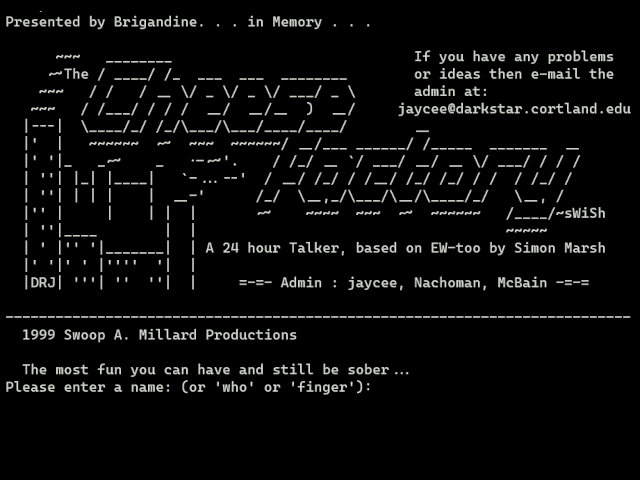 Presented by Brigandine. . . in Memory . . .
If you have any problems
The
or ideas then e-mail the
admin at:
jaycee@darkstar.cortland.edu
Cheese
Factory
sWiSh
A 24 hour Talker, based on EW-too by Simon Marsh
DRJ
=-=- Admin : jaycee, Nachoman, McBain -=-=
1999 Swoop A. Millard Productions
The most fun you can have and still be sober...
Please enter a name: (or 'who' or 'finger'):